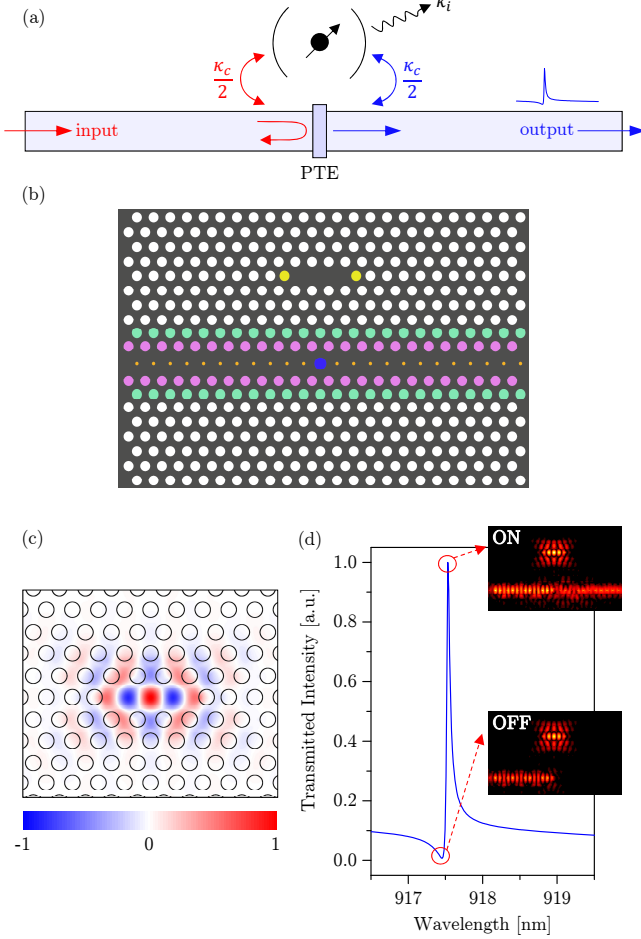 (a)
κ_i
κ_c/2
κ_c/2
input
output
PTE
(b)
(c)
-1
0
1
(d)
ON
OFF
1.0
0.8
0.6
0.4
0.2
0.0
Transmitted Intensity [a.u.]
917
918
919
Wavelength [nm]